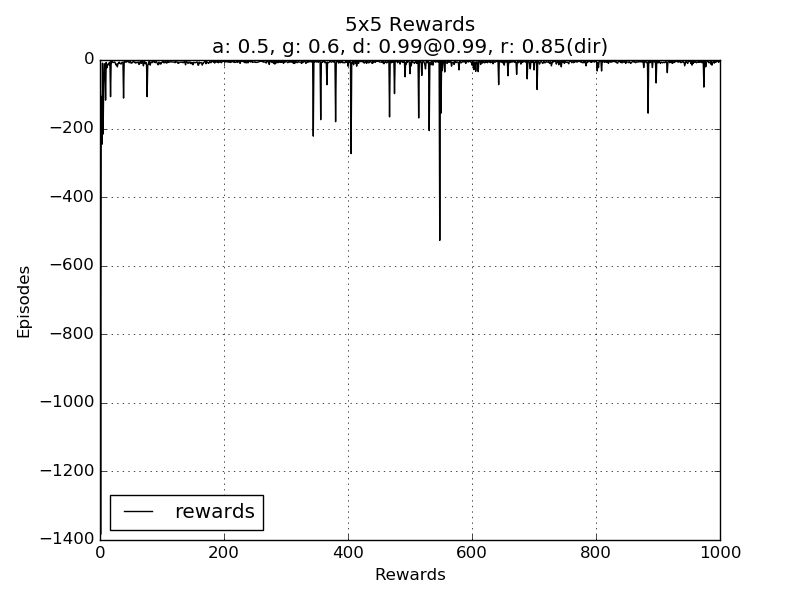 5x5 Rewards
a: 0.5, g: 0.6, d: 0.99@0.99, r: 0.85(dir)
0
−200
−400
−600
−800
−1000
−1200
−1400
Episodes
rewards
0 200 400 600 800 1000
Rewards